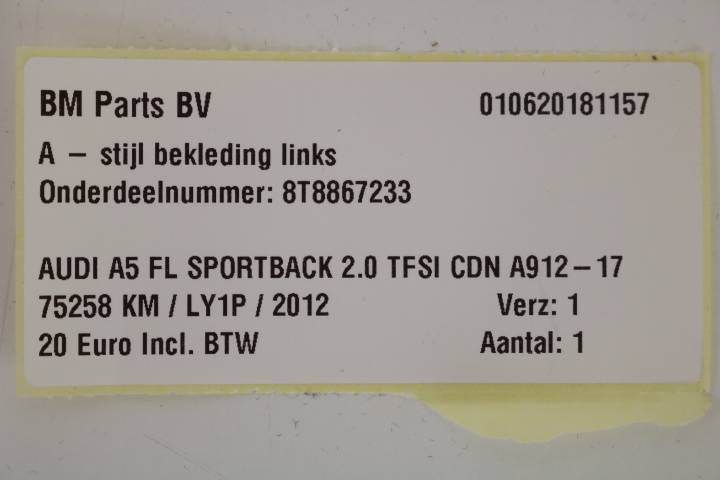 BM Parts BV 010620181157
A – stijl bekleding links
Onderdeelnummer: 8T8867233
AUDI A5 FL SPORTBACK 2.0 TFSI CDN A912–17
75258 KM / LY1P / 2012 Verz: 1
20 Euro Incl. BTW Aantal: 1